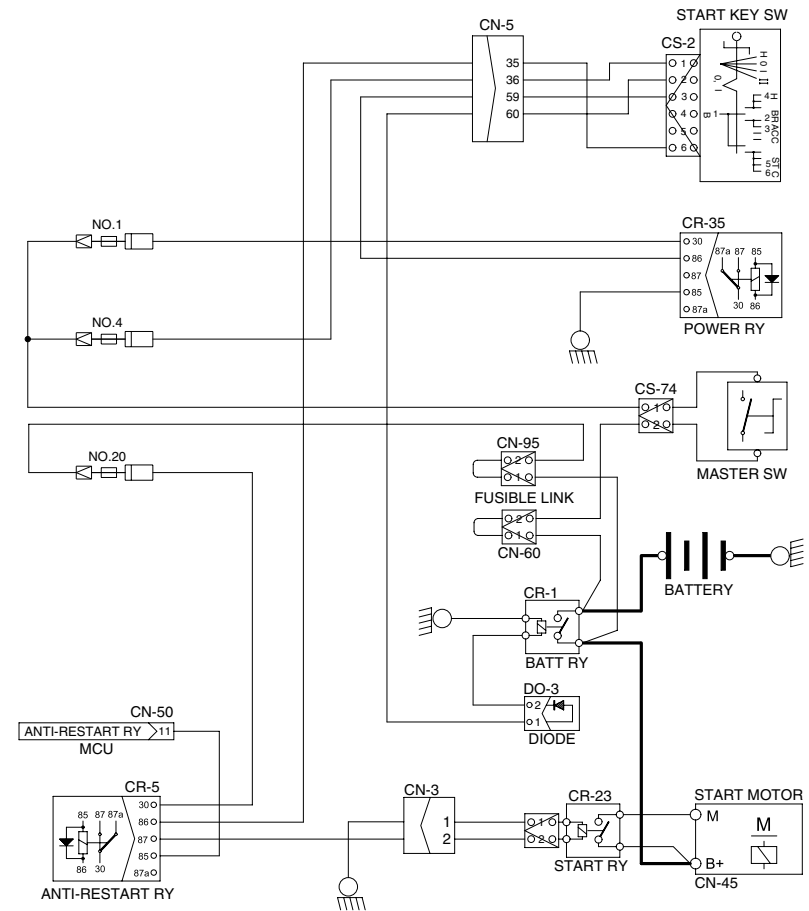 START KEY SW
CN-5
CS-2
35
36
59
60
1
2
3
4
5
6
H O I II
0, I
B 1
4 H
2 BR
3 ACC
5 ST
6 C
NO.1
CR-35
30
86
87
85
87a
87a 87 85
30 86
POWER RY
NO.4
CS-74
1
2
MASTER SW
NO.20
CN-95
2
1
FUSIBLE LINK
2
1
CN-60
BATTERY
CR-1
BATT RY
DO-3
2
1
DIODE
CN-50
ANTI-RESTART RY 11
MCU
CR-5
85 87 87a
86 30
30
86
87
85
87a
ANTI-RESTART RY
CN-3
1
2
1
2
CR-23
START RY
START MOTOR
M
M
B+
CN-45